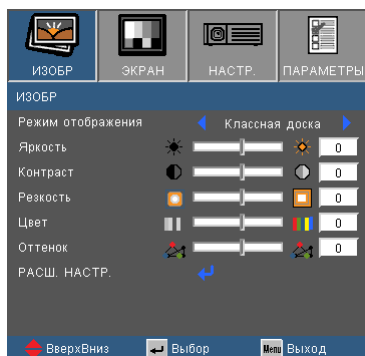 ИЗОБР ЭКРАН НАСТР. ПАРАМЕТРЫ
ИЗОБР
Режим отображения Классная доска
Яркость 0
Контраст 0
Резкость 0
Цвет 0
Оттенок 0
РАСШ. НАСТР.
ВверхВниз Выбор Menu Выход